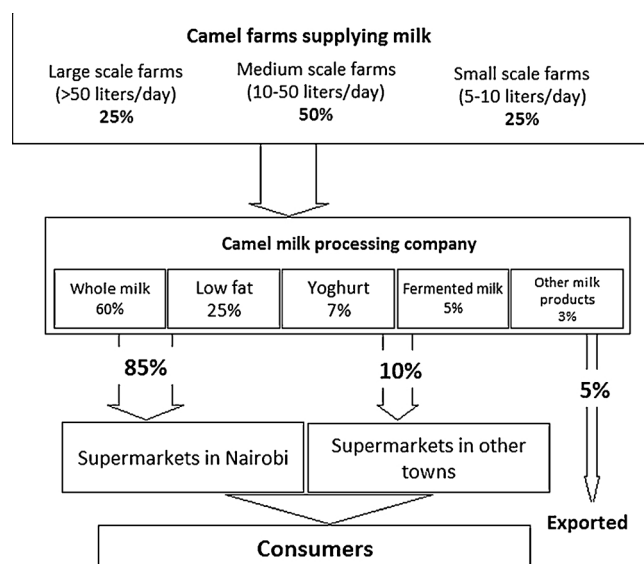 Camel farms supplying milk
Large scale farms
(>50 liters/day)
25%
Medium scale farms
(10-50 liters/day)
50%
Small scale farms
(5-10 liters/day)
25%
Camel milk processing company
Whole milk
60%
Low fat
25%
Yoghurt
7%
Fermented milk
5%
Other milk
products
3%
85%
10%
5%
Supermarkets in Nairobi
Supermarkets in other
towns
Exported
Consumers